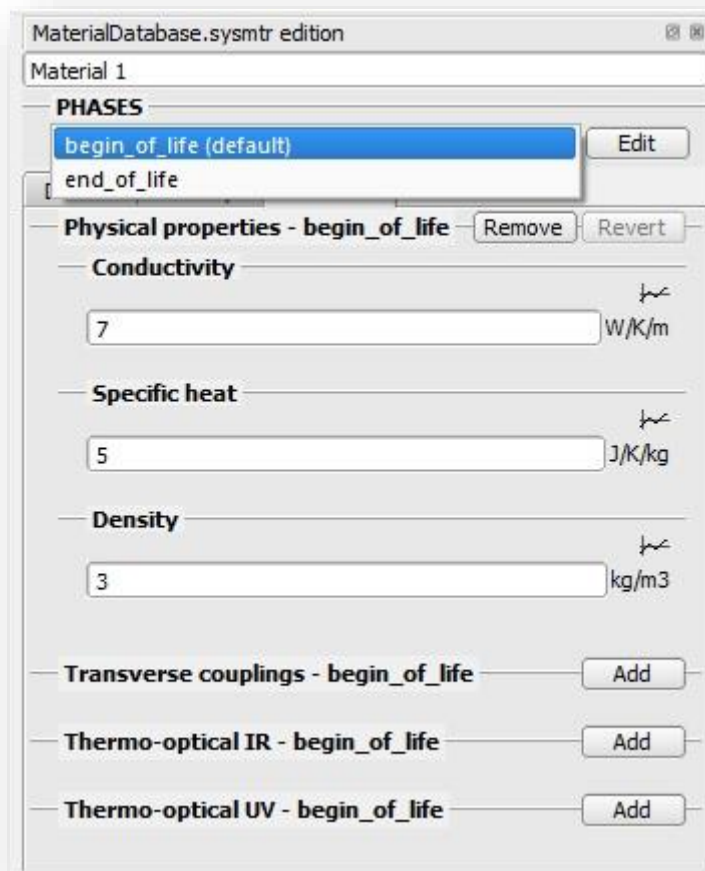 MaterialDatabase.sysmtr edition
Material 1
PHASES
begin_of_life (default)
Edit
end_of_life
Physical properties - begin_of_life Remove Revert
Conductivity
7 W/K/m
Specific heat
5 J/K/kg
Density
3 kg/m3
Transverse couplings - begin_of_life Add
Thermo-optical IR - begin_of_life Add
Thermo-optical UV - begin_of_life Add